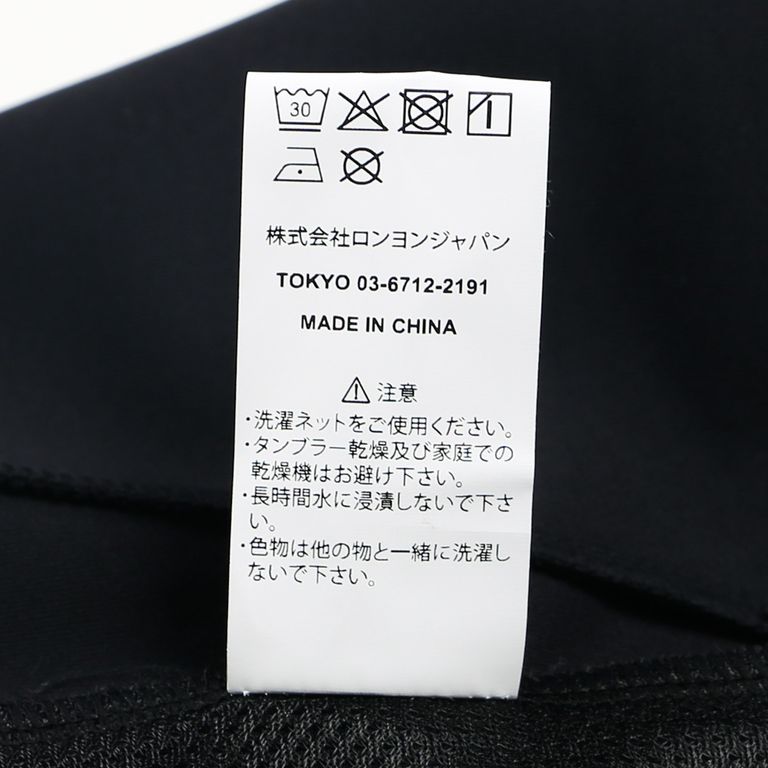 30
株式会社ロンヨンジャパン
TOKYO 03-6712-2191
MADE IN CHINA
注意
・洗濯ネットをご使用ください。
・タンブラー乾燥及び家庭での
乾燥機はお避け下さい。
・長時間水に浸漬しないで下さ
い。
・色物は他の物と一緒に洗濯し
ないで下さい。